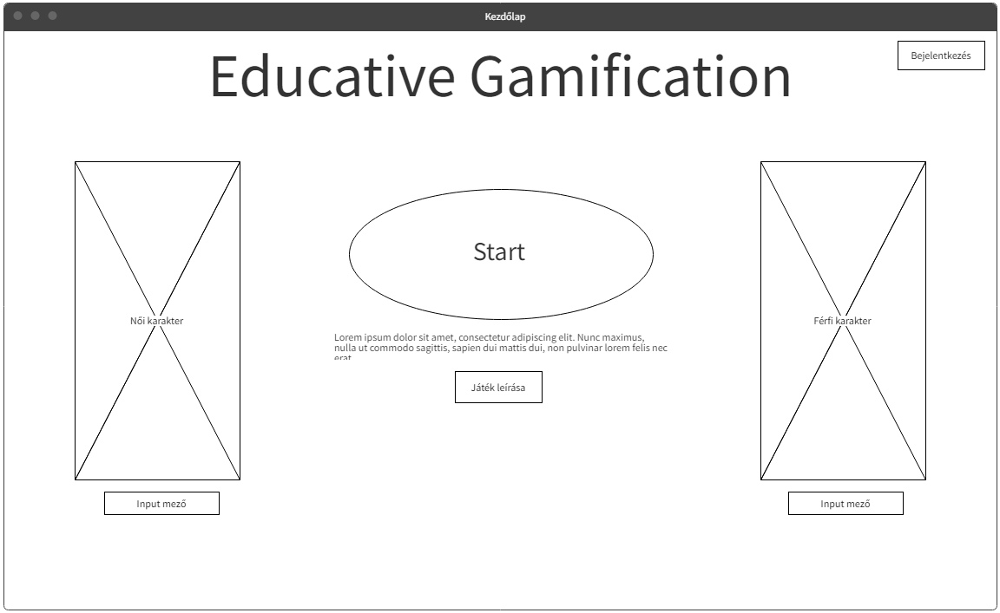 Kezdőlap
Educative Gamification
Bejelentkezés
Start
Női karakter
Férfi karakter
Lorem ipsum dolor sit amet, consectetur adipiscing elit. Nunc maximus,
nulla ut commodo sagittis, sapien dui mattis dui, non pulvinar lorem felis nec
erat
Játék leírása
Input mező
Input mező